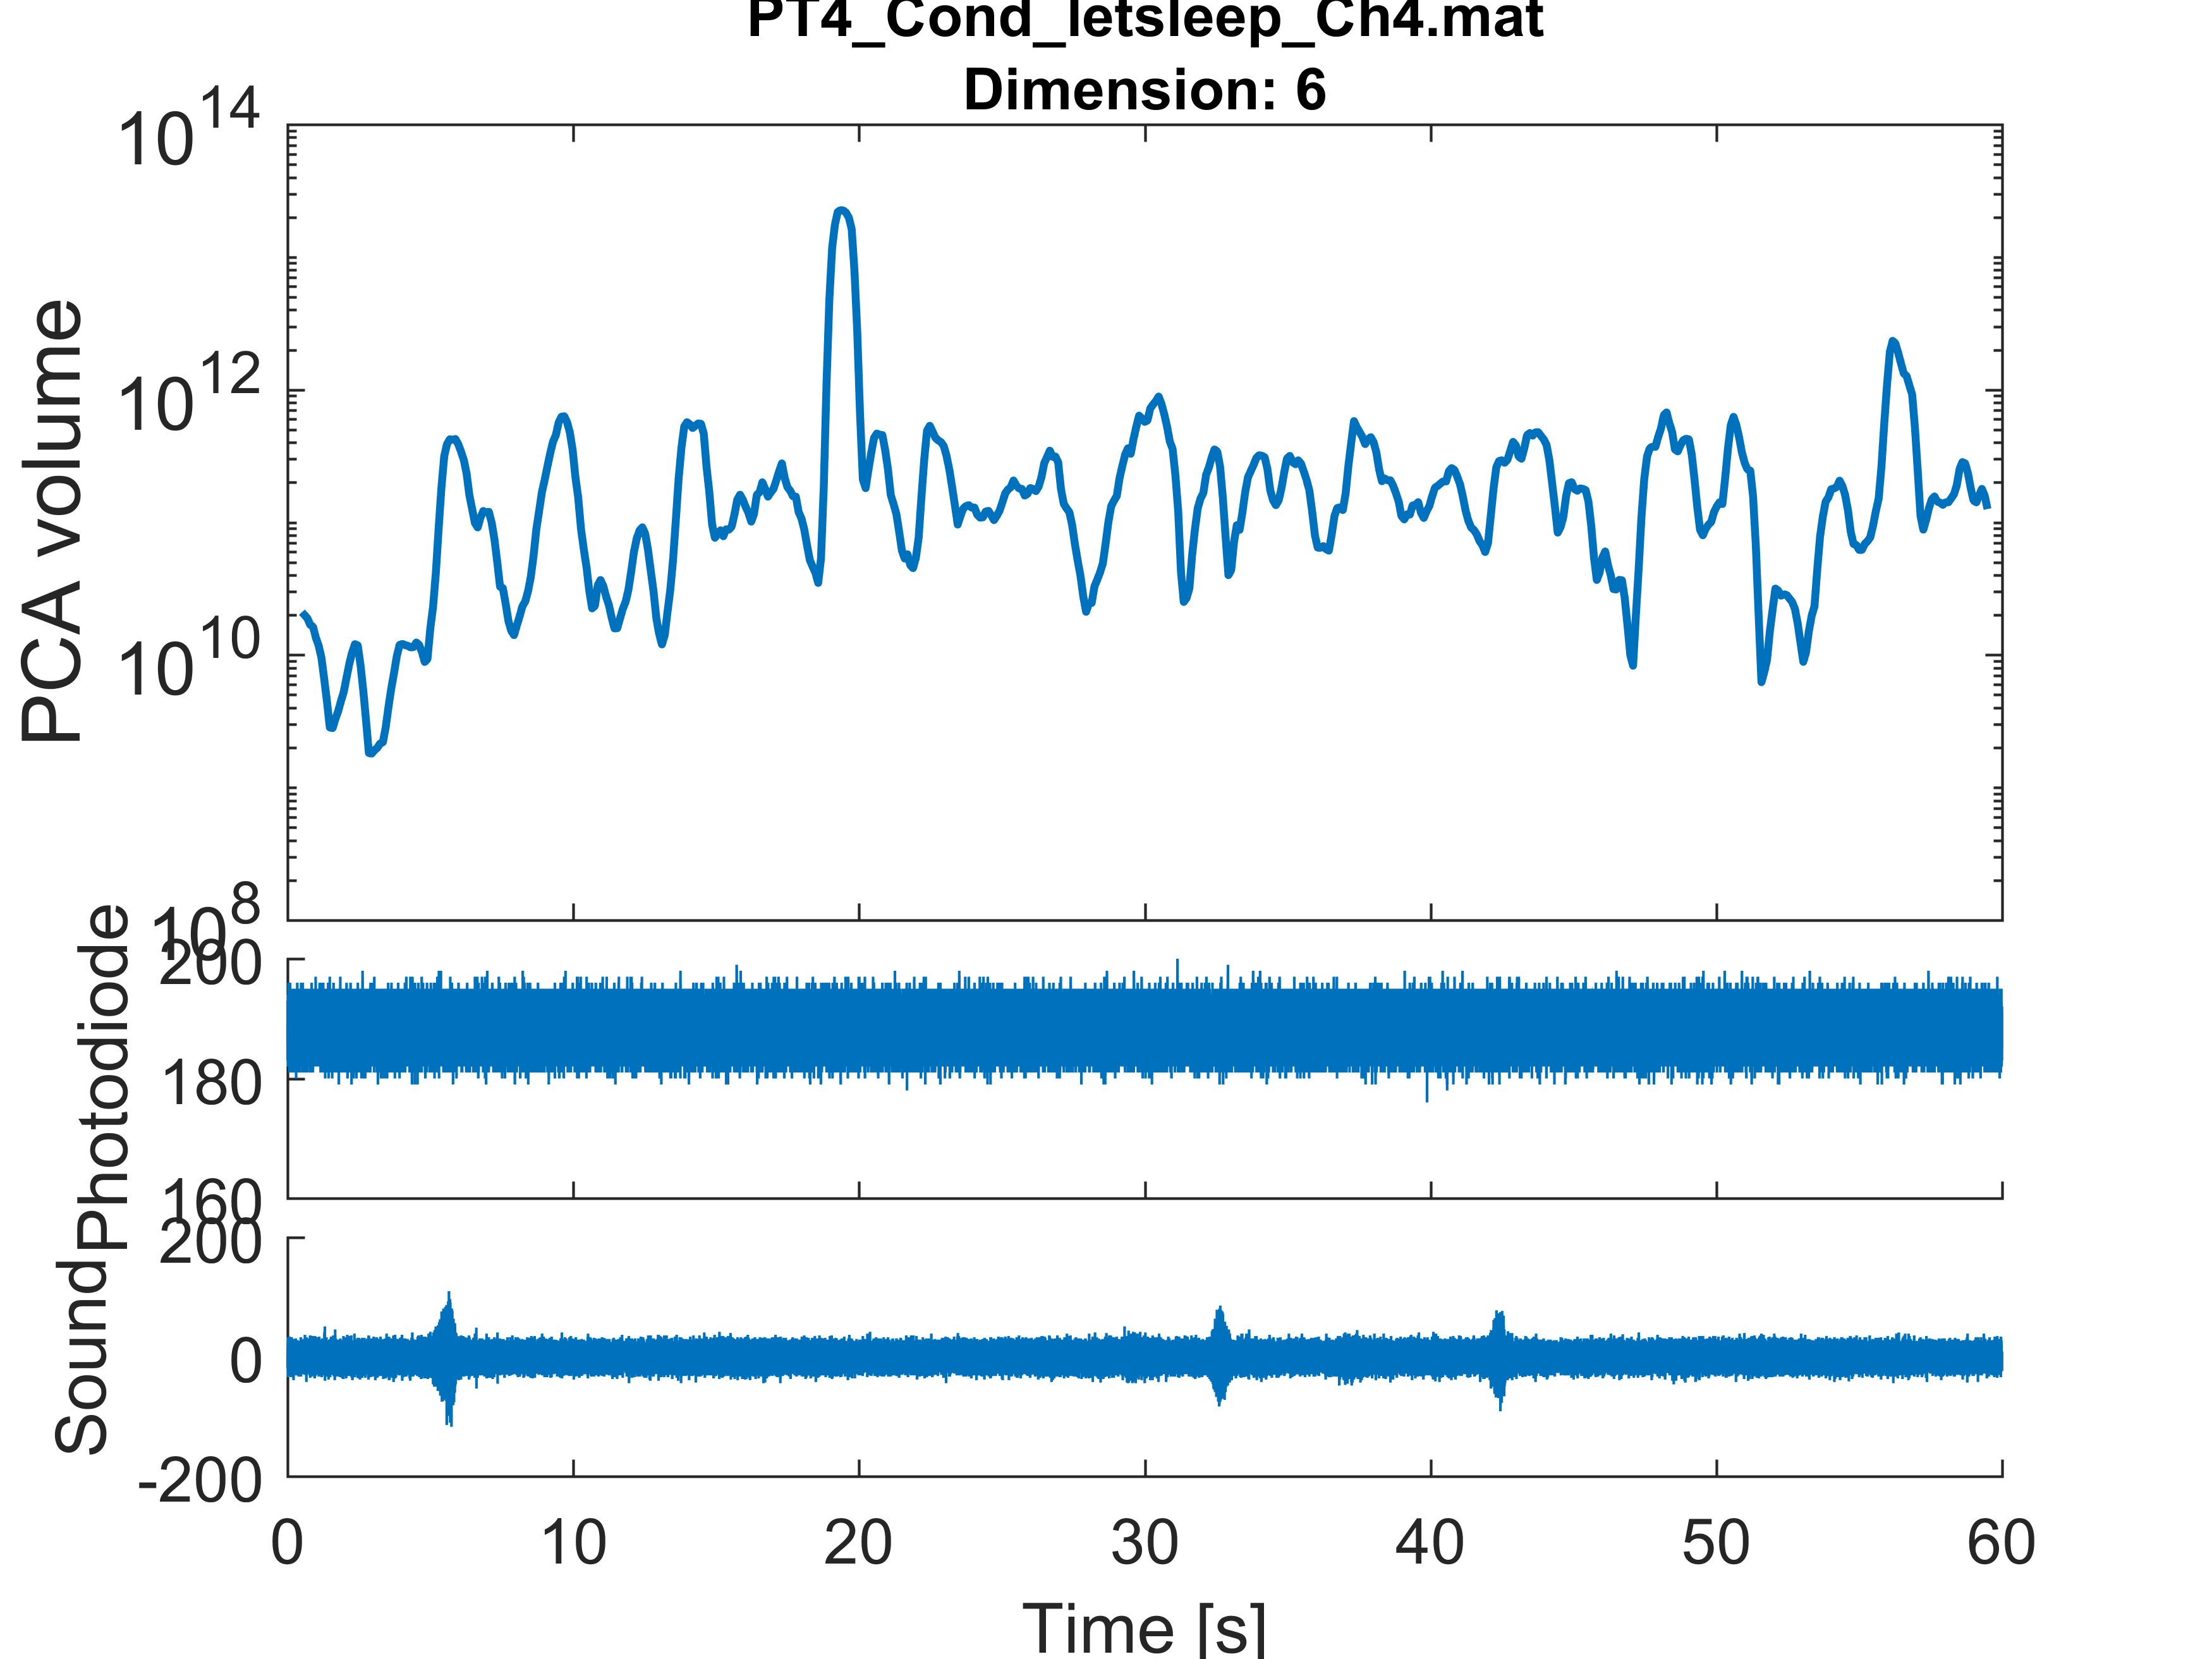 PT4_Cond_letsleep_Ch4.mat
Dimension: 6
PCA volume
10^14
10^12
10^10
10^8
Photodiode
200
180
160
Sound
200
0
-200
0 10 20 30 40 50 60
Time [s]